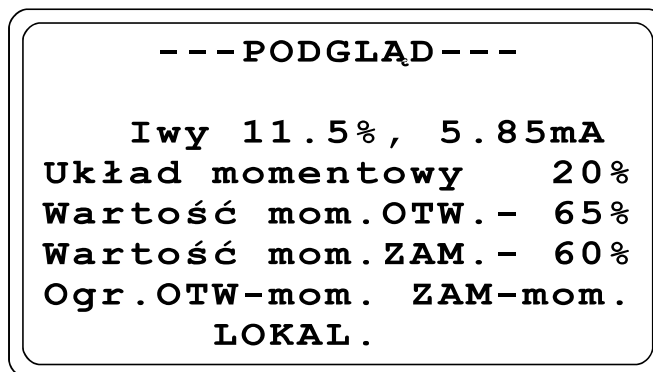 ---PODGLĄD---
Iwy 11.5%, 5.85mA
Układ momentowy 20%
Wartość mom.OTW.- 65%
Wartość mom.ZAM.- 60%
Ogr.OTW-mom. ZAM-mom.
LOKAL.